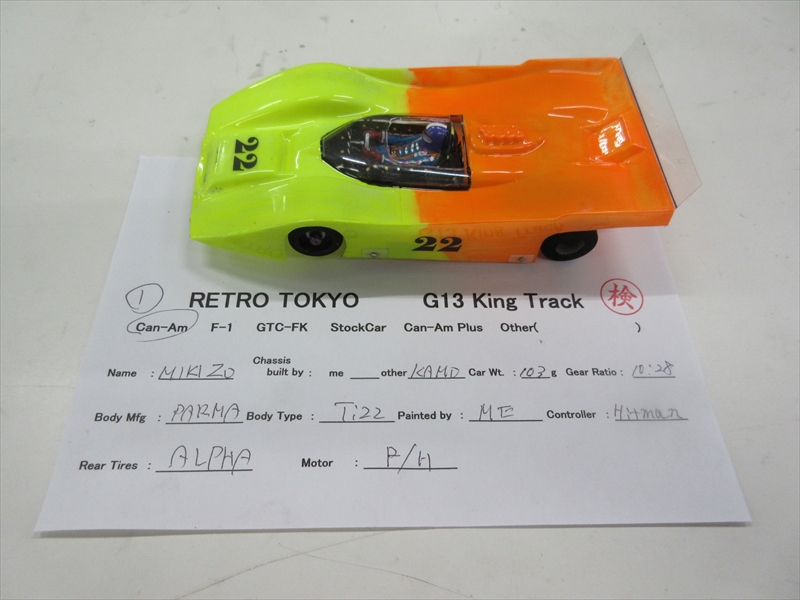 22
22
① RETRO TOKYO G13 King Track 検
Can-Am F-1 GTC-FK StockCar Can-Am Plus Other( )
Name : MIKIZO Chassis built by : me ___ other KAMO Car Wt. : 103 g Gear Ratio : 10:28
Body Mfg : PARMA Body Type : Ti22 Painted by : ME Controller : Hitman
Rear Tires : ALPHA Motor : P/H